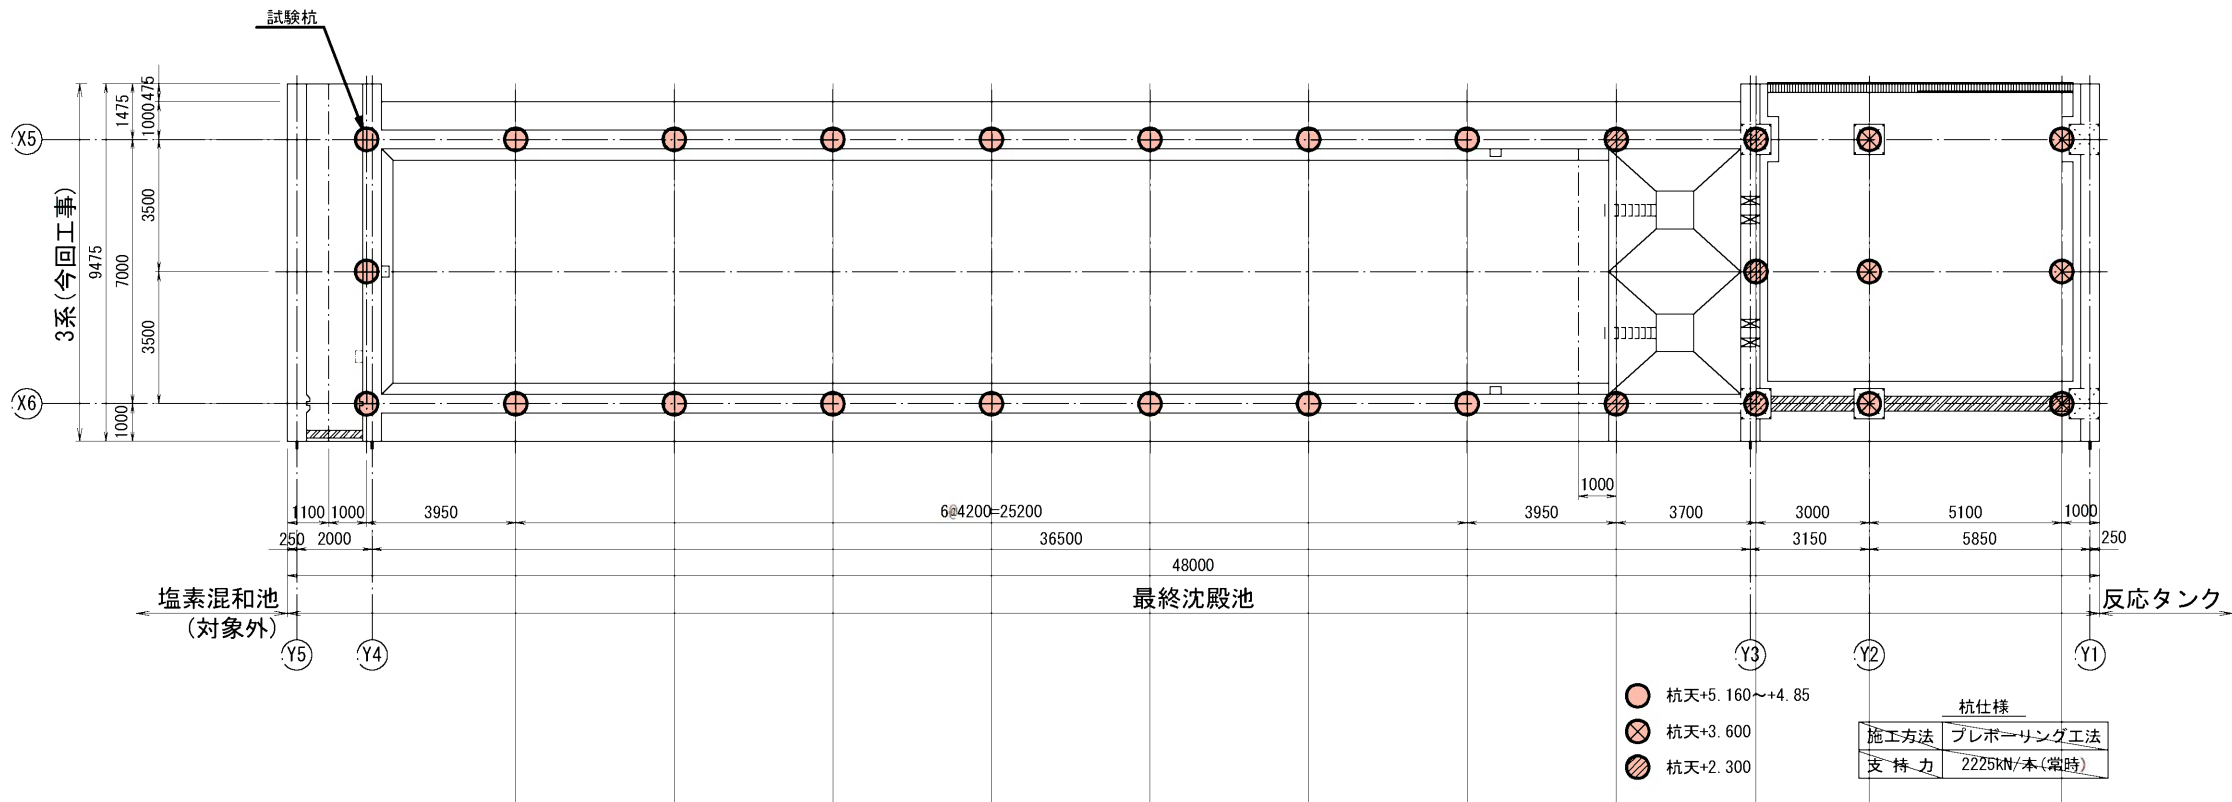 試験杭
475
1475
1000
X5
3500
3系(今回工事)
9475
7000
3500
X6
1000
1000
1100
1000
3950
6@4200=25200
3950
3700
3000
5100
1000
250
2000
36500
3150
5850
250
48000
塩素混和池
(対象外)
最終沈殿池
反応タンク
Y5
Y4
Y3
Y2
Y1
杭天+5.160～+4.85
杭天+3.600
杭天+2.300
杭仕様
施工方法 プレボーリング工法
支持力 2225kN/本(常時)